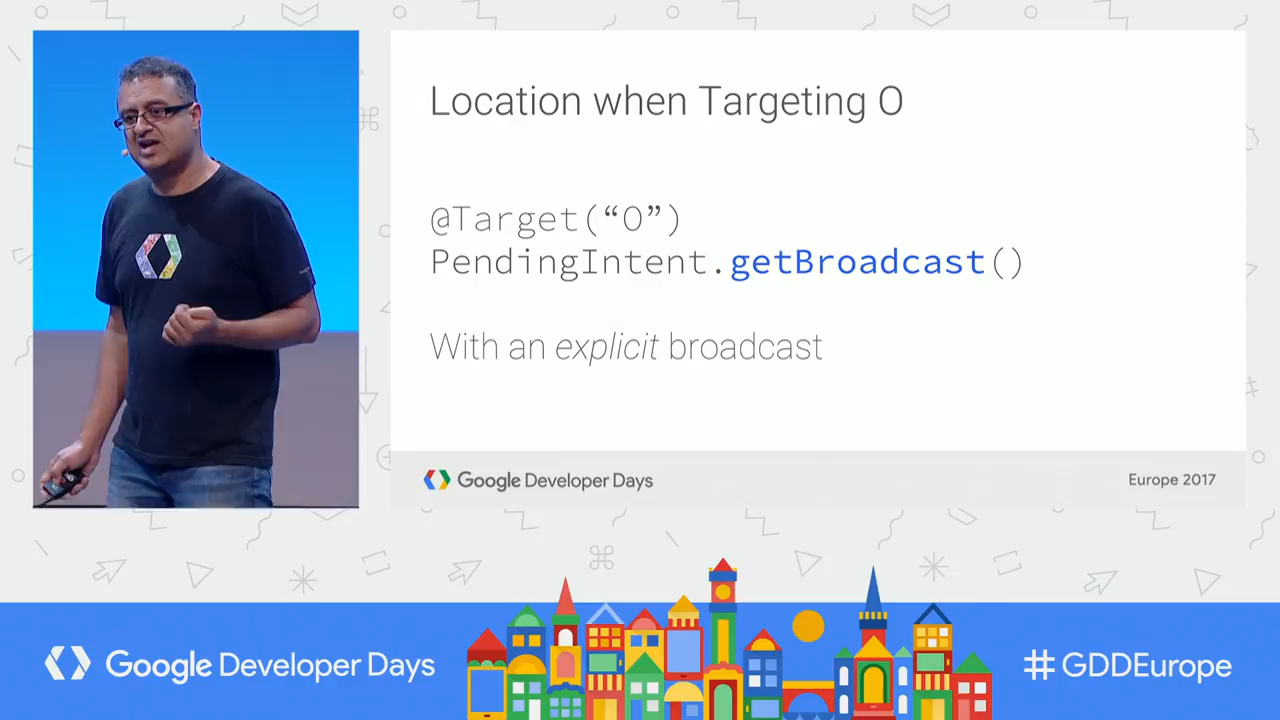 Location when Targeting O
@Target(“O”)
PendingIntent.getBroadcast()
With an explicit broadcast
Google Developer Days
Europe 2017
Google Developer Days
#GDDEurope